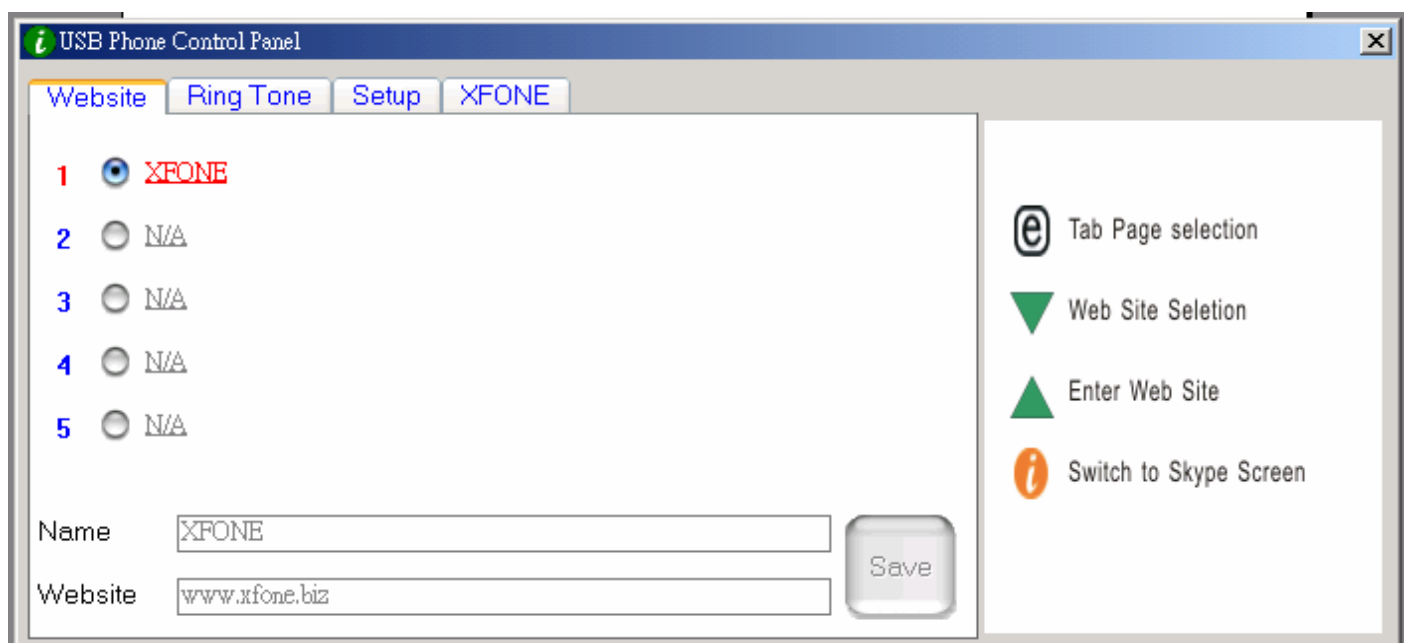 USB Phone Control Panel
Website Ring Tone Setup XFONE
1 XFONE
2 N/A
3 N/A
4 N/A
5 N/A
Name XFONE
Website www.xfone.biz
Save
e Tab Page selection
Web Site Seletion
Enter Web Site
i Switch to Skype Screen